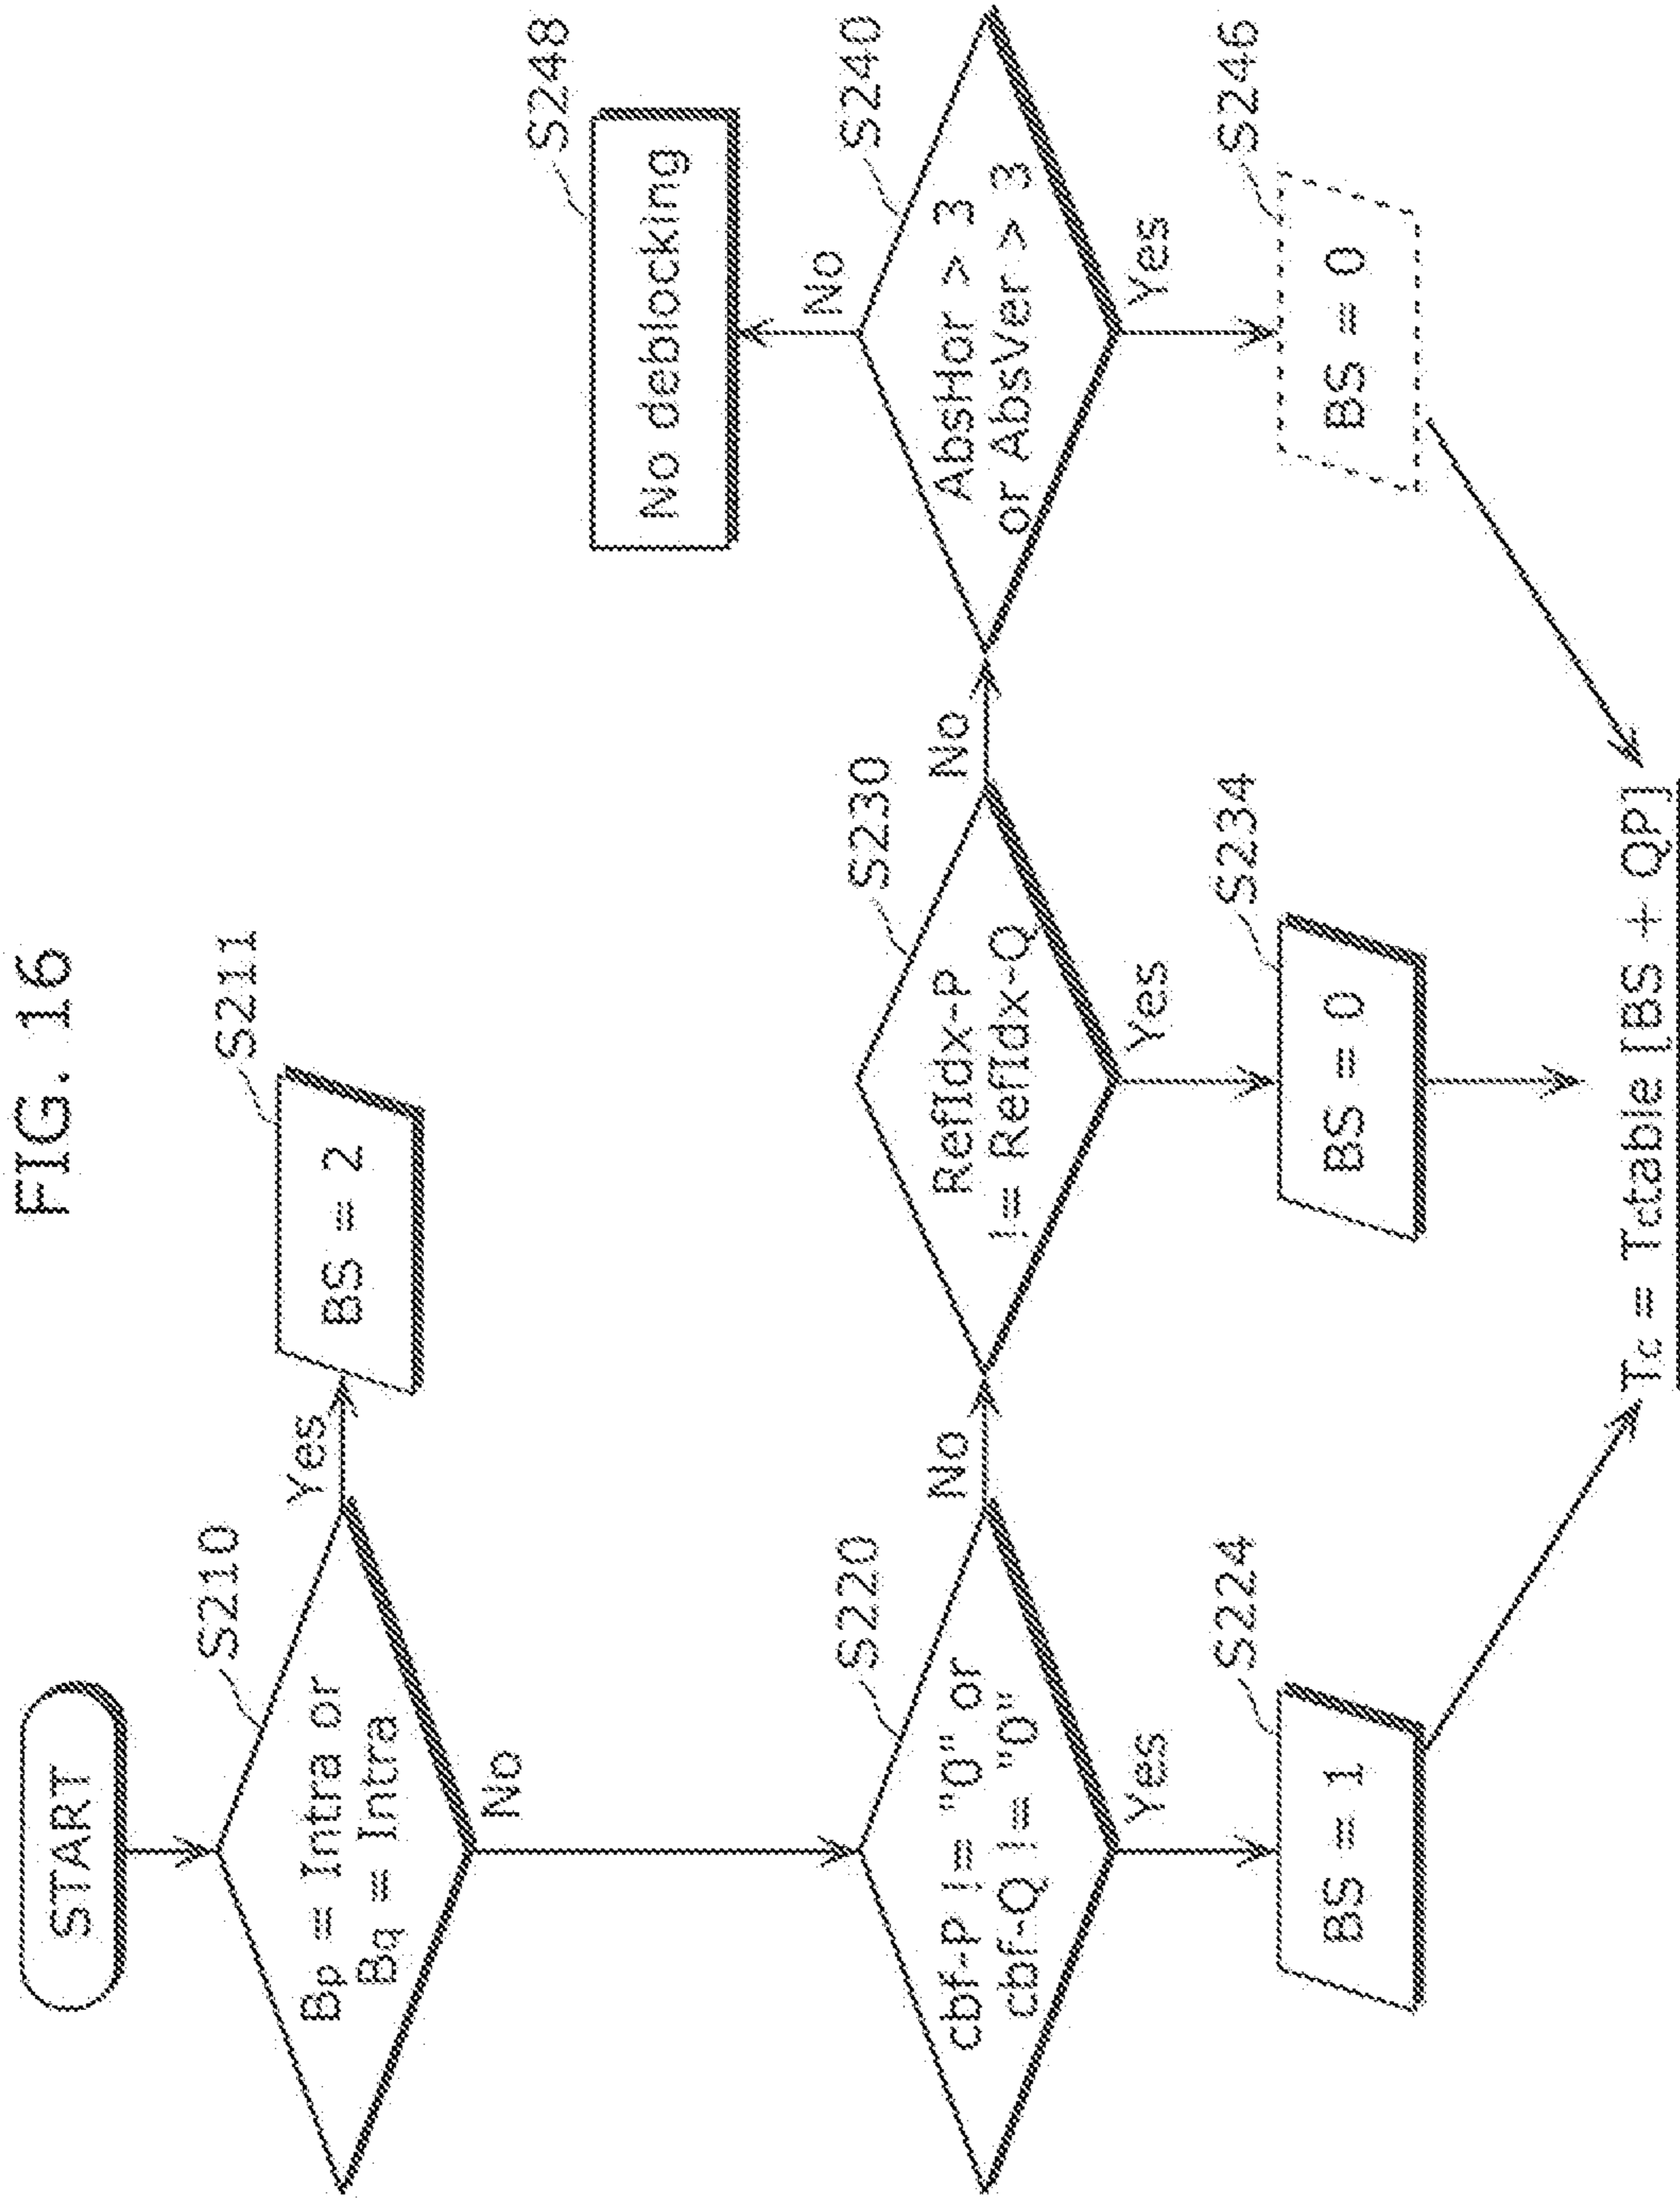 FIG. 16
START
S210
Bp = Intra or
Bq = Intra
Yes
S211
BS = 2
No
S220
cbf-P != "0" or
cbf-Q != "0"
No
S230
RefIdx-P
!= RefIdx-Q
No
S240
AbsHor > 3
or AbsVer > 3
No
S248
No deblocking
Yes
S224
BS = 1
Yes
S234
BS = 0
Yes
S246
BS = 0
Tc = Tctable [BS + QP]